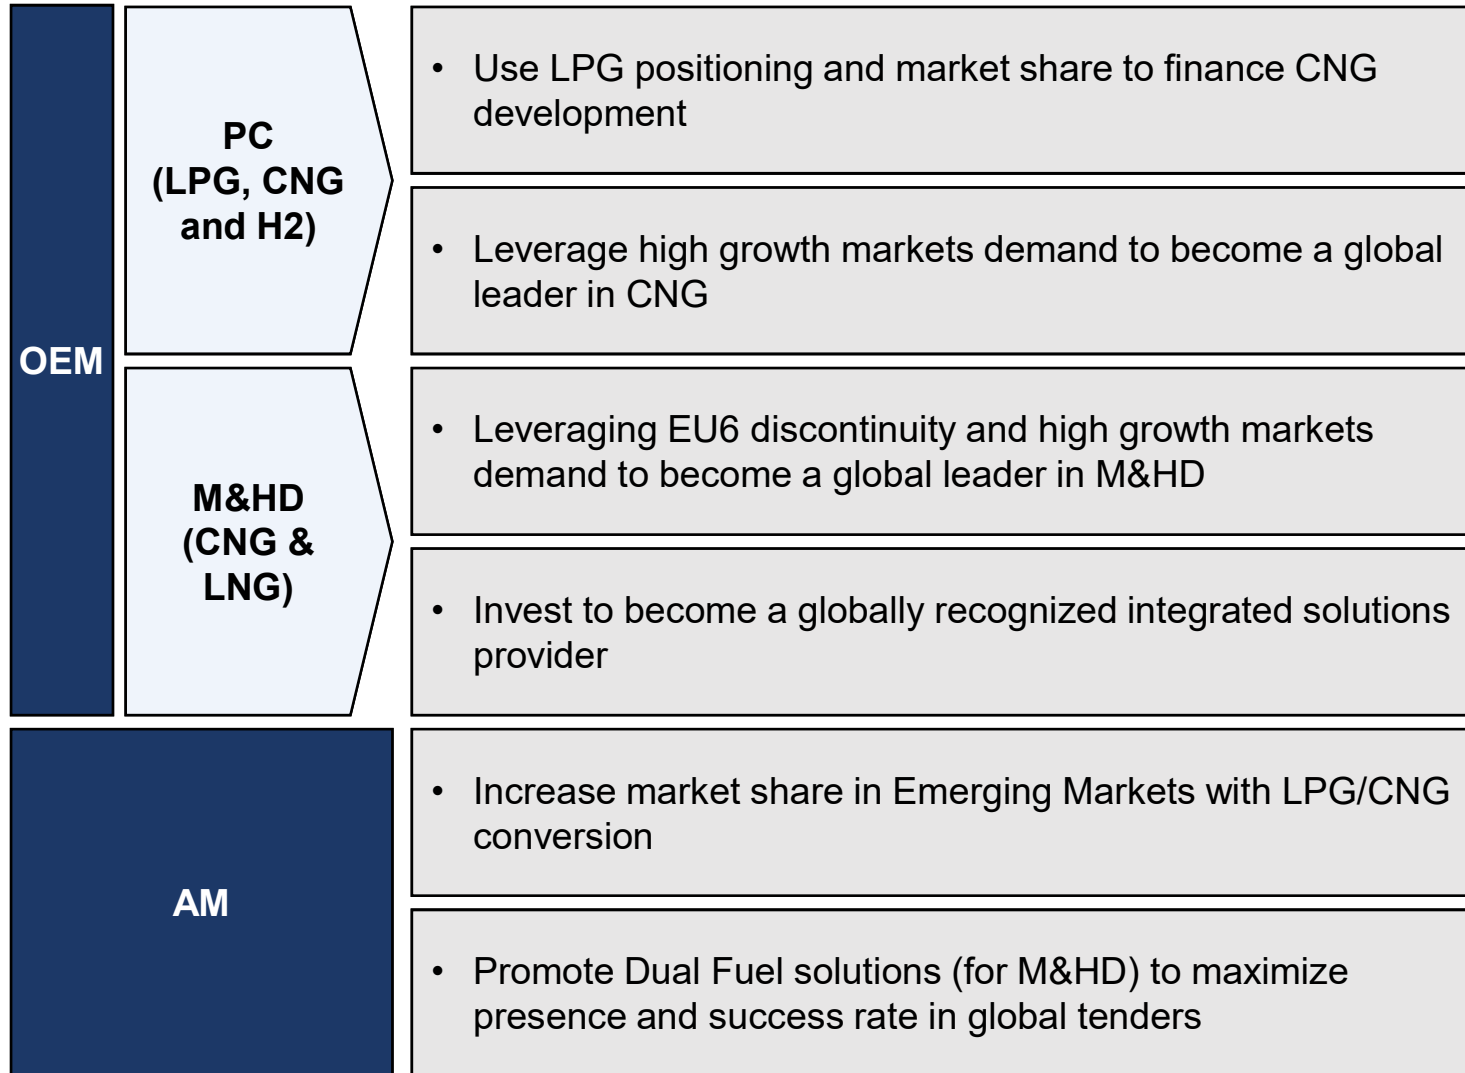 OEM
PC
(LPG, CNG
and H2)
• Use LPG positioning and market share to finance CNG
development
• Leverage high growth markets demand to become a global
leader in CNG
M&HD
(CNG &
LNG)
• Leveraging EU6 discontinuity and high growth markets
demand to become a global leader in M&HD
• Invest to become a globally recognized integrated solutions
provider
AM
• Increase market share in Emerging Markets with LPG/CNG
conversion
• Promote Dual Fuel solutions (for M&HD) to maximize
presence and success rate in global tenders